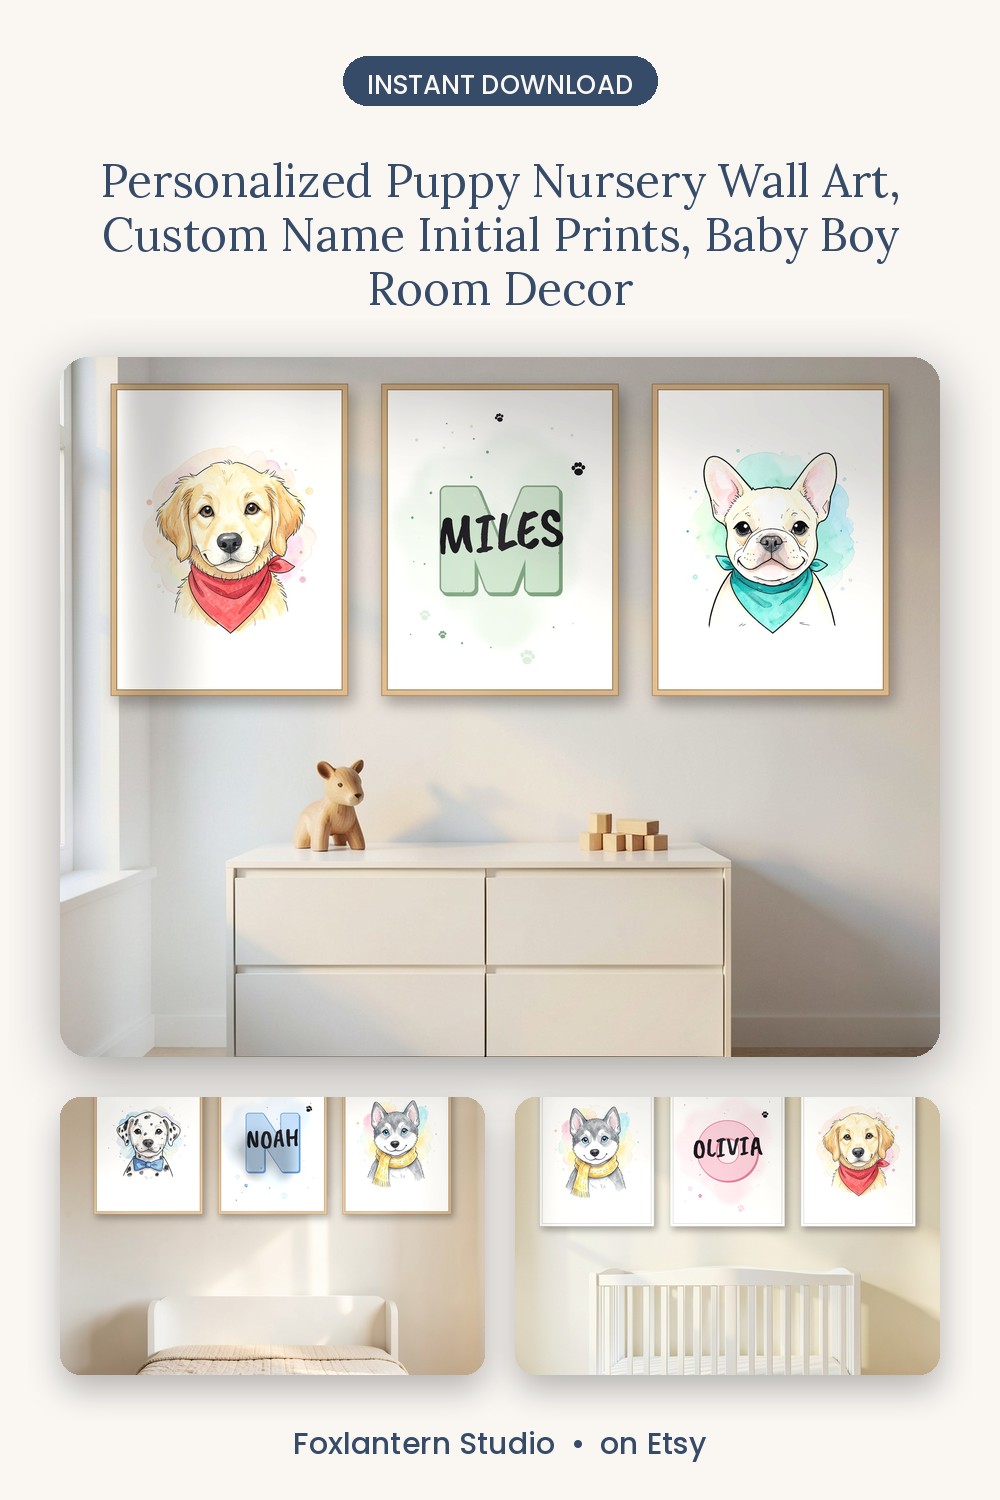 INSTANT DOWNLOAD
Personalized Puppy Nursery Wall Art,
Custom Name Initial Prints, Baby Boy
Room Decor
M
MILES
N
NOAH
O
OLIVIA
Foxlantern Studio • on Etsy